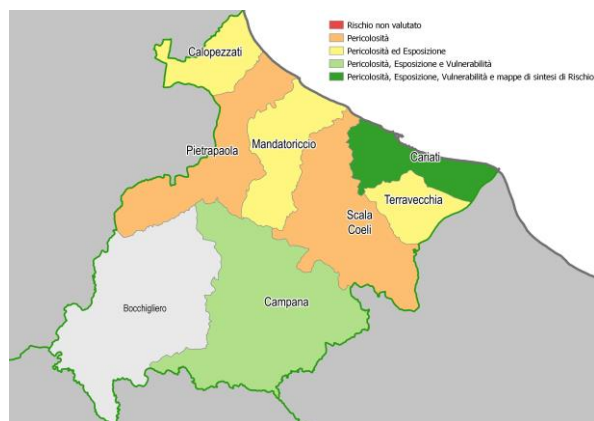 Rischio non valutato
Pericolosità
Pericolosità ed Esposizione
Pericolosità, Esposizione e Vulnerabilità
Pericolosità, Esposizione, Vulnerabilità e mappe di sintesi di Rischio
Calopezzati
Pietrapaola
Mandatoriccio
Cariati
Terravecchia
Scala
Coeli
Bocchigliero
Campana